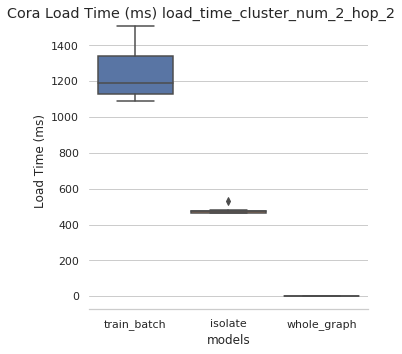 Cora Load Time (ms) load_time_cluster_num_2_hop_2
1400
1200
1000
800
600
400
200
0
Load Time (ms)
train_batch isolate whole_graph
models